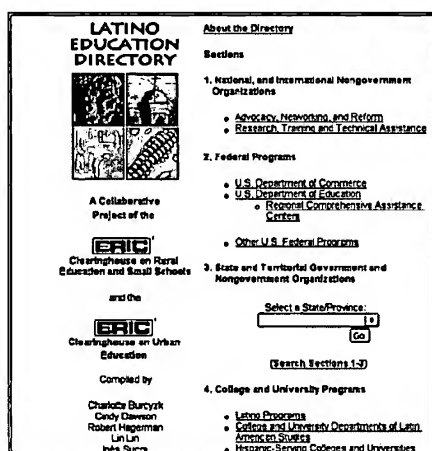 LATINO
EDUCATION
DIRECTORY
A Collaborative
Project of the
ERIC
Clearinghouse on Rural
Education and Small Schools
and the
ERIC
Clearinghouse on Urban
Education
Compiled by
Charlotte Burcyzk
Cindy Dawson
Robert Hagerman
Lin Lin
About the Directory
Sections
1. National, and International Nongovernment
Organizations
Advocacy, Networking, and Reform
Research, Training and Technical Assistance
2. Federal Programs
U.S. Department of Commerce
U.S. Department of Education
Regional Comprehensive Assistance
Centers
Other U.S. Federal Programs
3. State and Territorial Government and
Nongovernment Organizations
Select a State/Province:
Go
(Search Sections 1-3)
4. College and University Programs
Latino Programs
College and University Departments of Latin
American Studies
Hispanic-Serving Colleges and Universities